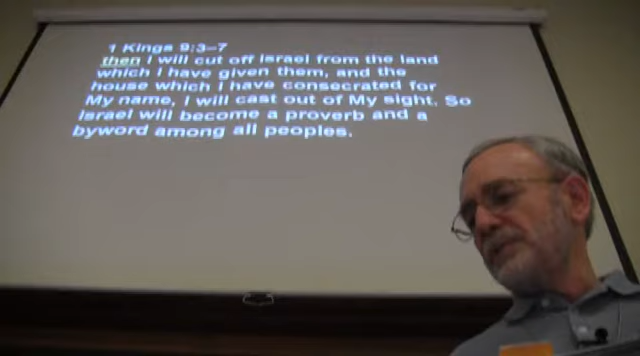 1 Kings 9:3-7
then I will cut off Israel from the land
which I have given them, and the
house which I have consecrated for
My name, I will cast out of My sight. So
Israel will become a proverb and a
byword among all peoples.